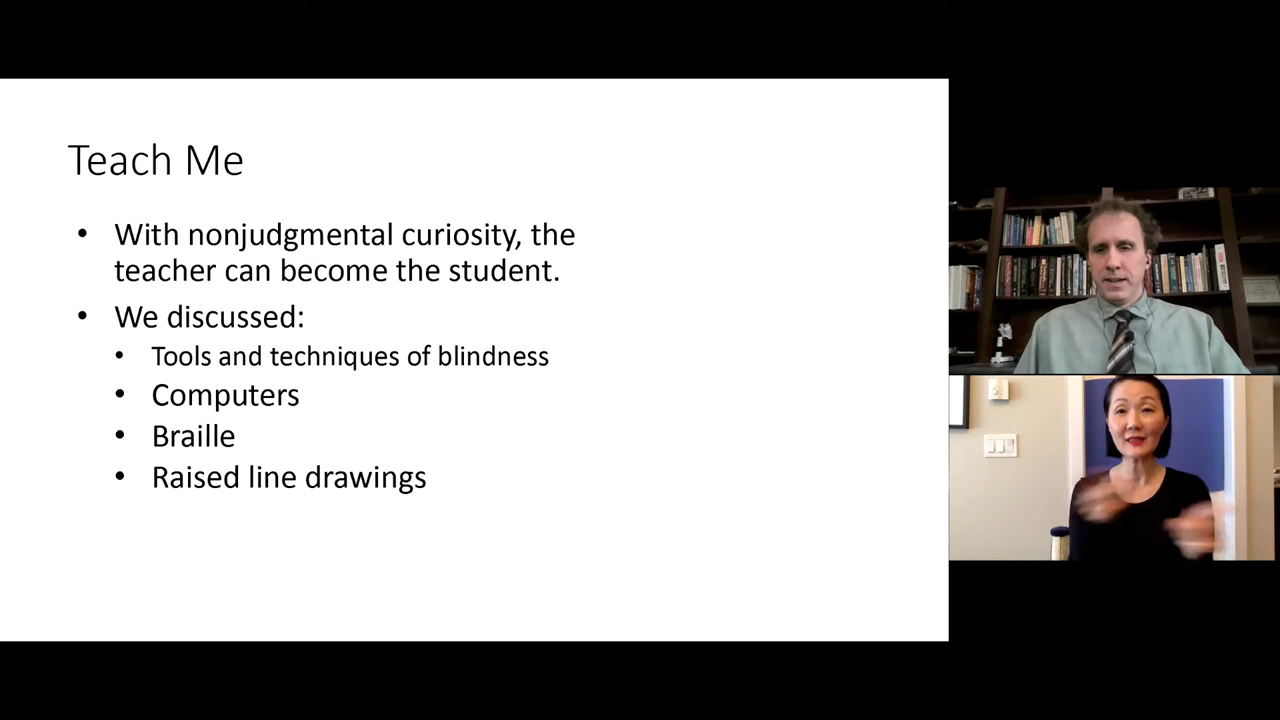 Teach Me
• With nonjudgmental curiosity, the
teacher can become the student.
• We discussed:
• Tools and techniques of blindness
• Computers
• Braille
• Raised line drawings